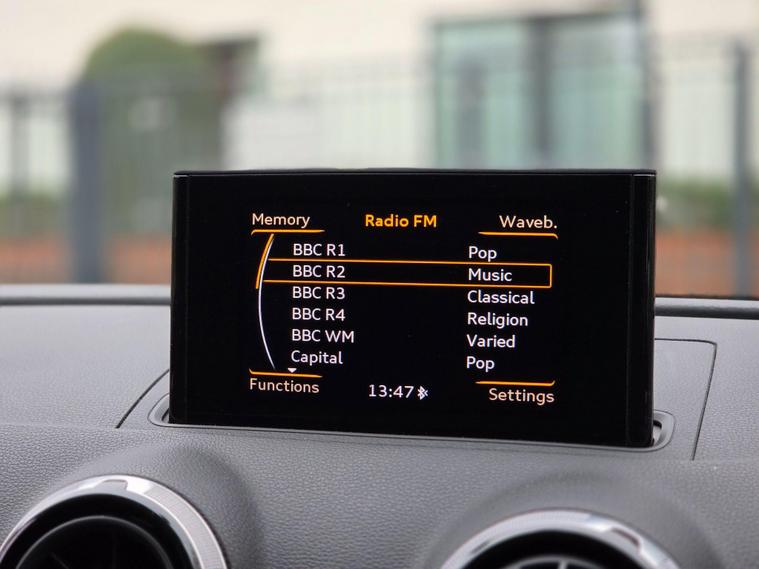 Memory Radio FM Waveb.
BBC R1 Pop
BBC R2 Music
BBC R3 Classical
BBC R4 Religion
BBC WM Varied
Capital Pop
Functions 13:47 Settings